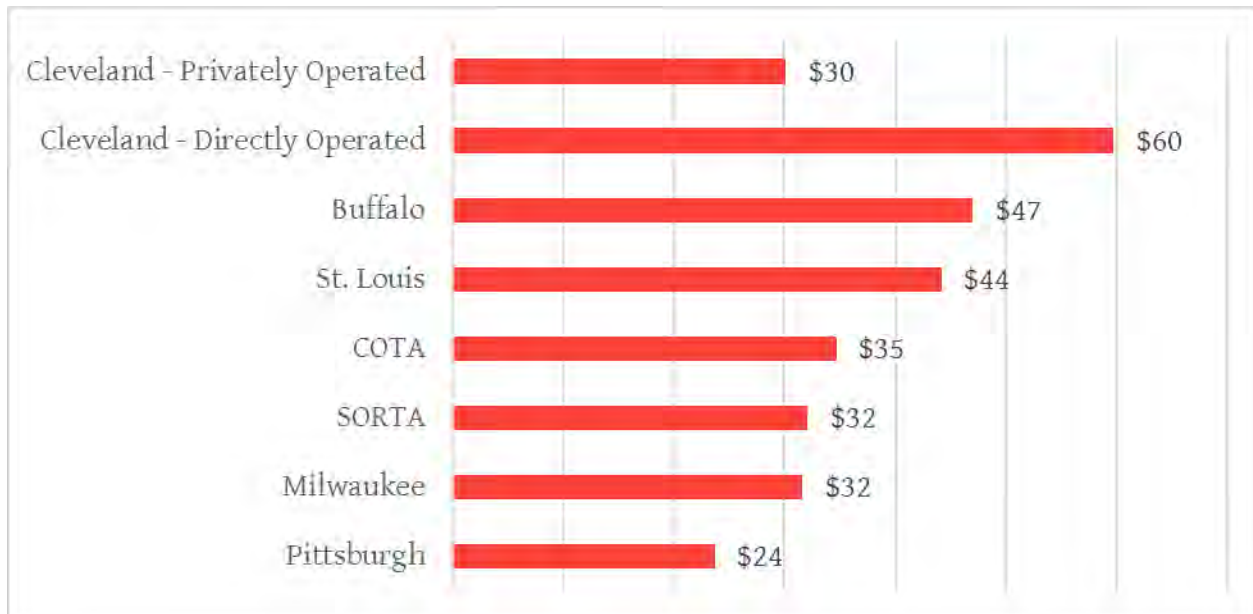 Cleveland - Privately Operated $30
Cleveland - Directly Operated $60
Buffalo $47
St. Louis $44
COTA $35
SORTA $32
Milwaukee $32
Pittsburgh $24